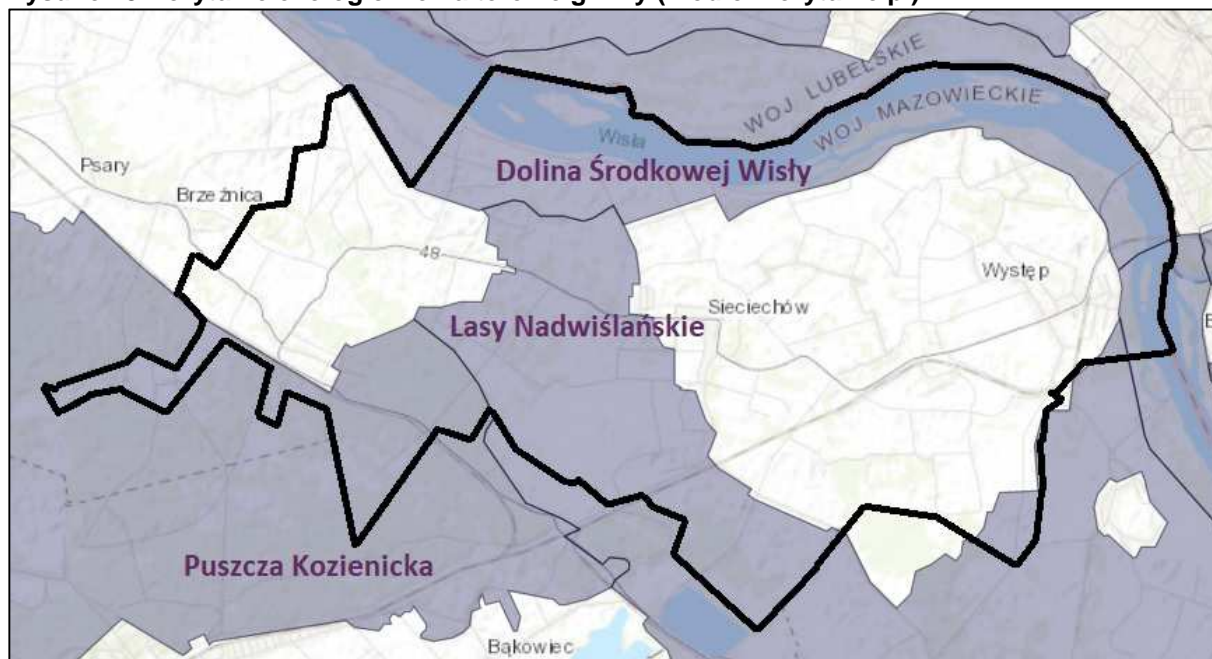 WOJ LUBELSKIE
WOJ MAZOWIECKIE
Wisła
Dolina Środkowej Wisły
Psary
Brzeźnica
48
Występ
Sieciechów
Lasy Nadwiślańskie
Puszcza Kozienicka
Bąkowiec